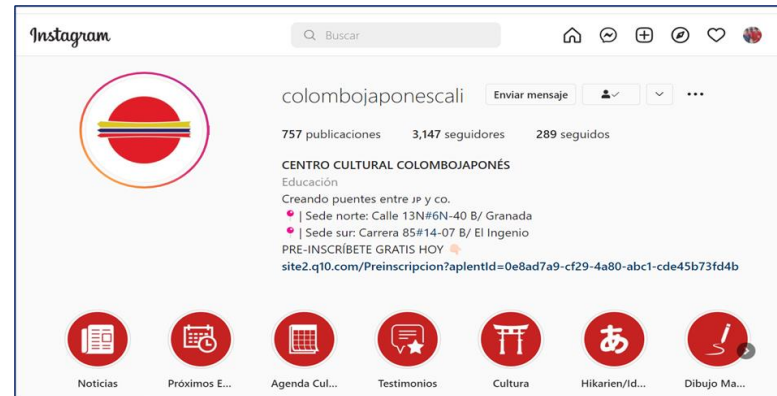 Instagram
Buscar
colombojaponescali Enviar mensaje
757 publicaciones 3,147 seguidores 289 seguidos
CENTRO CULTURAL COLOMBOJAPONÉS
Educación
Creando puentes entre JP y co.
| Sede norte: Calle 13N#6N-40 B/ Granada
| Sede sur: Carrera 85#14-07 B/ El Ingenio
PRE-INSCRÍBETE GRATIS HOY
site2.q10.com/Preinscripcion?aplentId=0e8ad7a9-cf29-4a80-abc1-cde45b73fd4b
あ
Noticias Próximos E... Agenda Cul... Testimonios Cultura Hikarien/Id... Dibujo Ma...